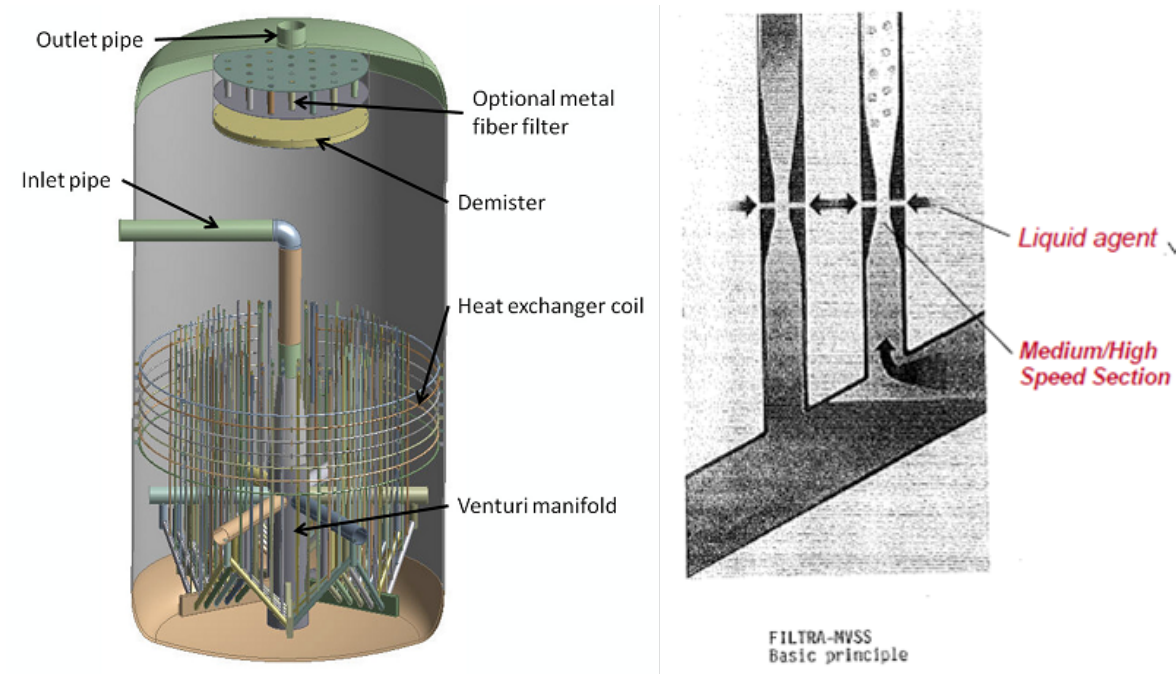 Outlet pipe
Optional metal
fiber filter
Inlet pipe
Demister
Heat exchanger coil
Venturi manifold
Liquid agent
Medium/High
Speed Section
FILTRA-MVSS
Basic principle